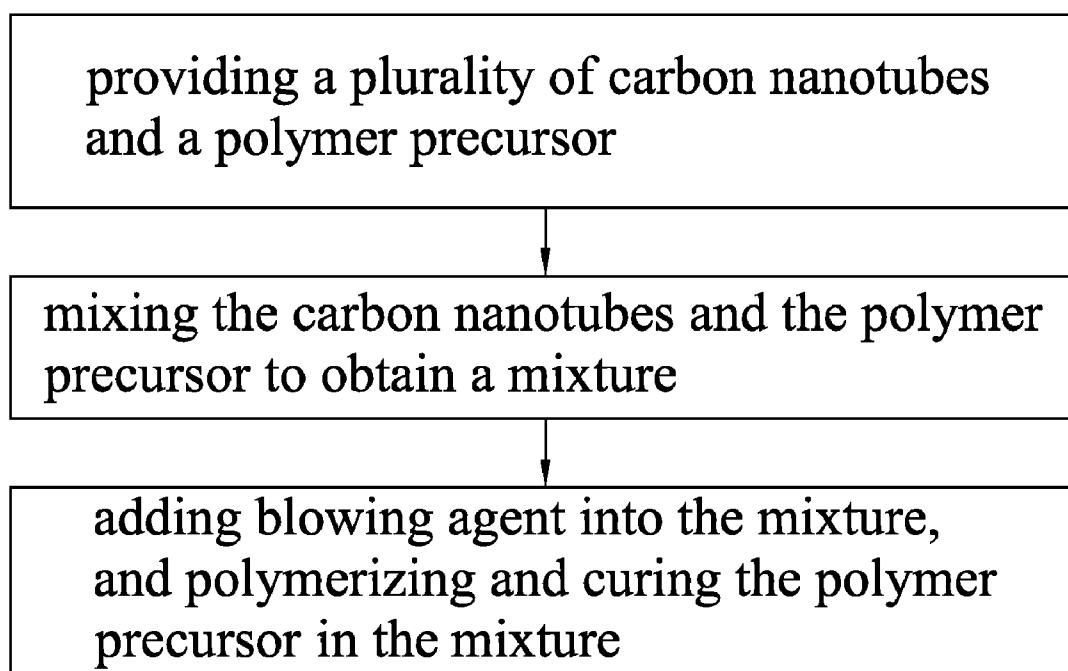 providing a plurality of carbon nanotubes
and a polymer precursor
mixing the carbon nanotubes and the polymer
precursor to obtain a mixture
adding blowing agent into the mixture,
and polymerizing and curing the polymer
precursor in the mixture